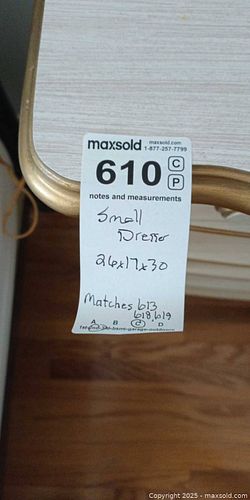 maxsold maxsold.com
1-877-257-7799
610 C
P
notes and measurements
Small
Dresser
26x17x30
Matches 613
618,619
A B C D
Copyright 2025 - maxsold.com